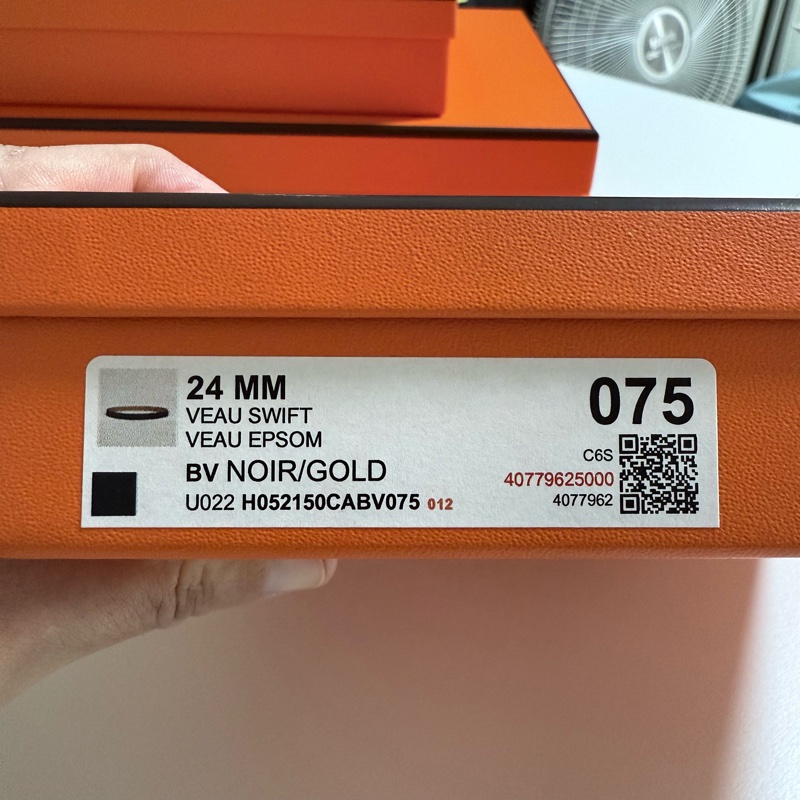 24 MM
VEAU SWIFT
VEAU EPSOM
BV NOIR/GOLD
U022 H052150CABV075 012
075
C6S
40779625000
4077962